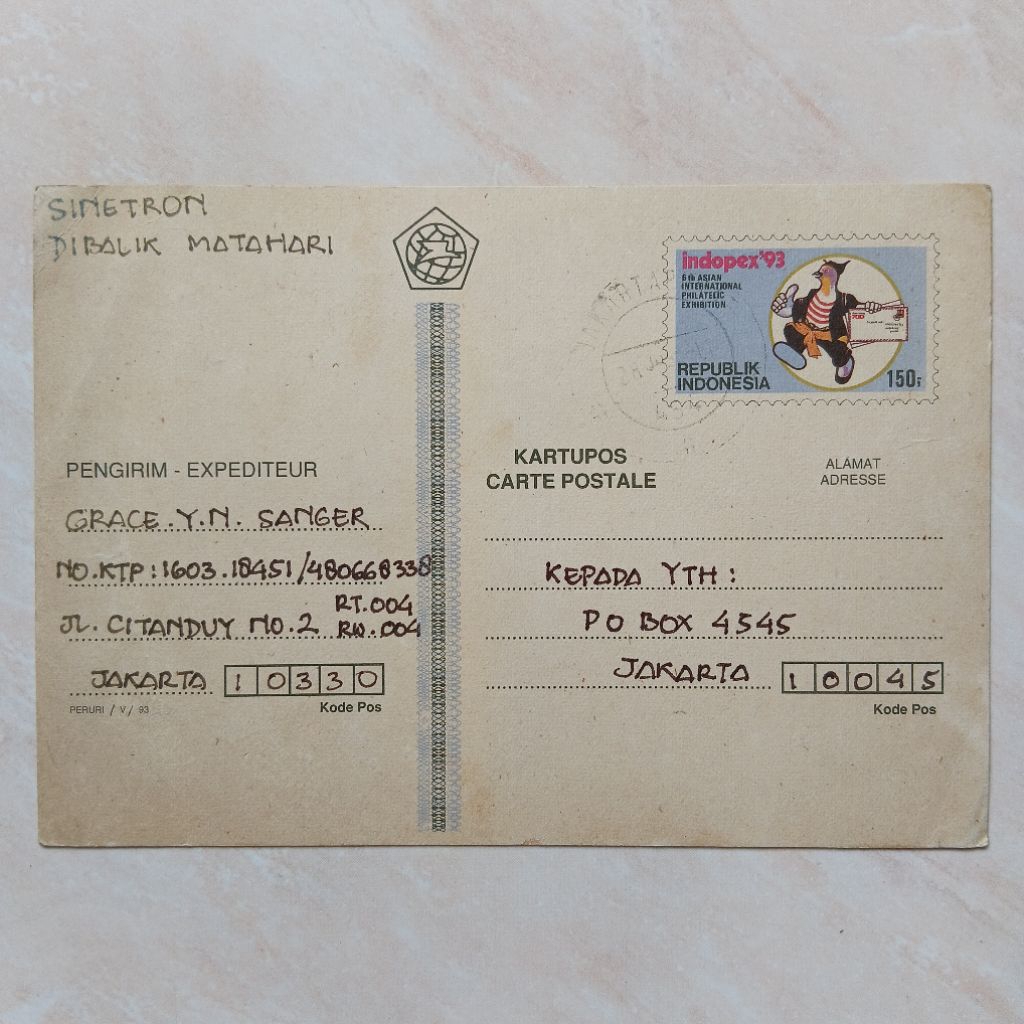 SINETRON
DIBALIK MATAHARI
indopex'93
6th ASIAN
INTERNATIONAL
PHILATELIC
EXHIBITION
REPUBLIK
INDONESIA
150
PENGIRIM - EXPEDITEUR
GRACE.Y.N. SANGER
NO.KTP:1603.18451/480668338
JL. CITANDUY NO.2 RT.004
RW.004
JAKARTA 10330
Kode Pos
PERURI / V / 93
KARTUPOS
CARTE POSTALE
ALAMAT
ADRESSE
KEPADA YTH:
PO BOX 4545
JAKARTA 10045
Kode Pos